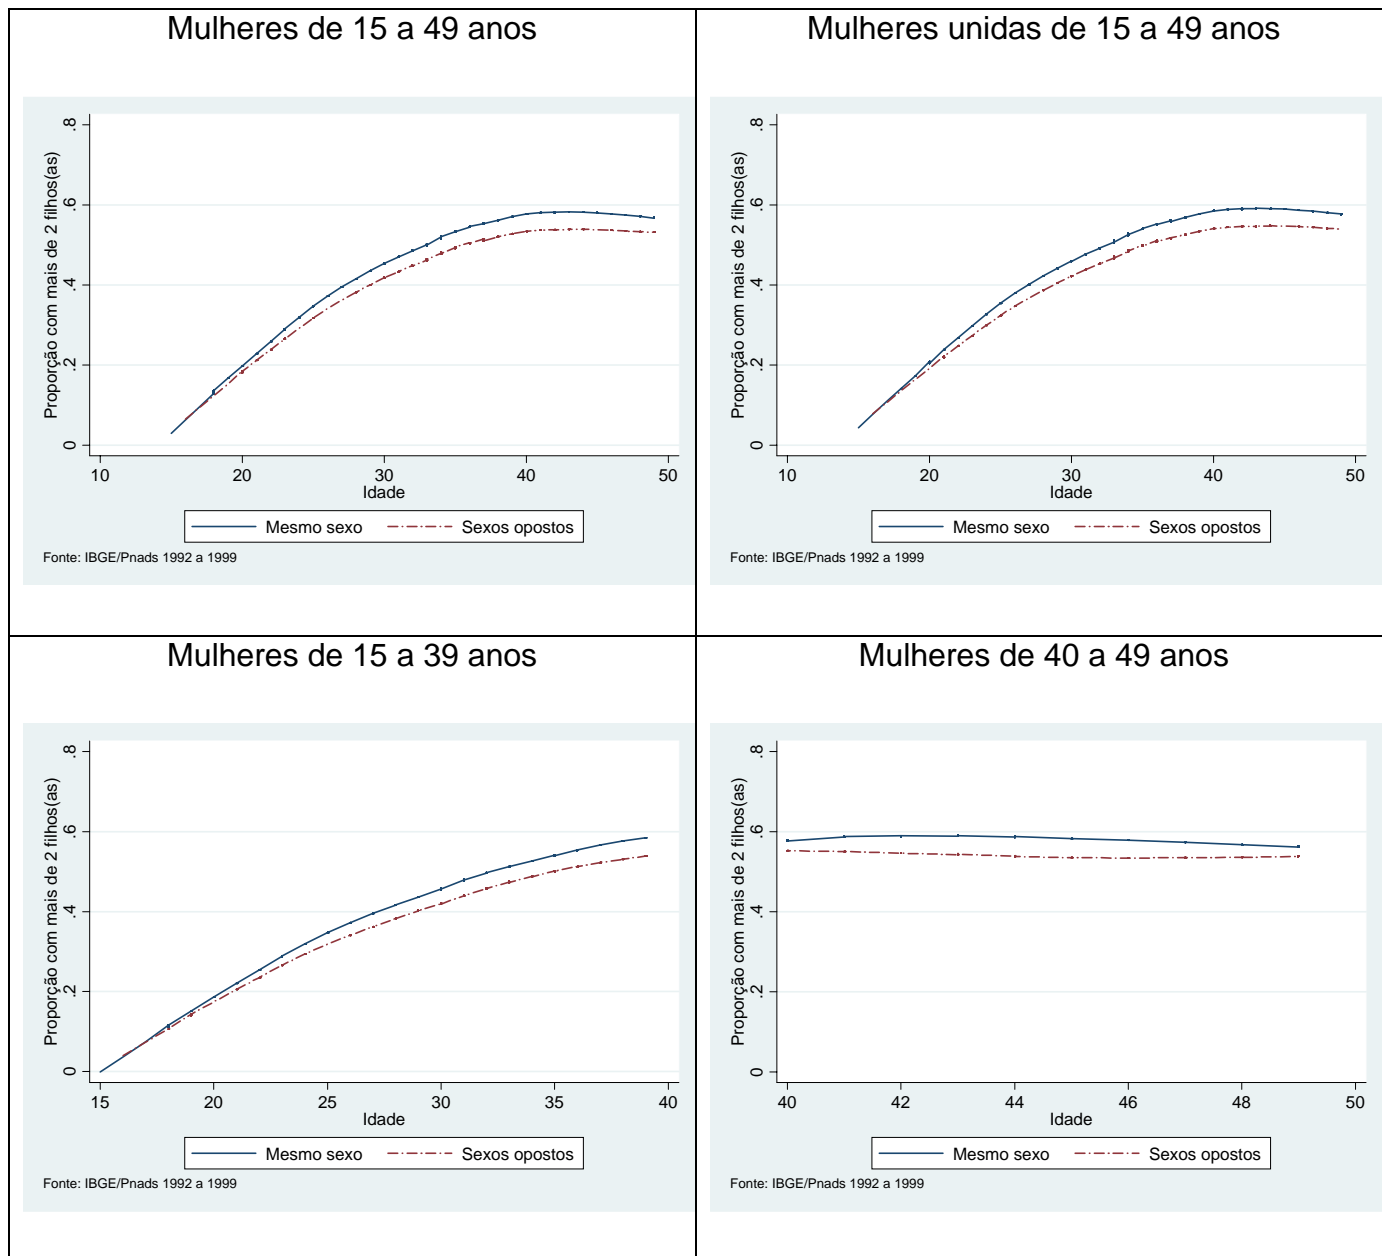 Mulheres de 15 a 49 anos
Proporção com mais de 2 filhos(as)
.8
.6
.4
.2
0
10 20 30 40 50
Idade
Mesmo sexo Sexos opostos
Fonte: IBGE/Pnads 1992 a 1999
Mulheres unidas de 15 a 49 anos
Proporção com mais de 2 filhos(as)
.8
.6
.4
.2
0
10 20 30 40 50
Idade
Mesmo sexo Sexos opostos
Fonte: IBGE/Pnads 1992 a 1999
Mulheres de 15 a 39 anos
Proporção com mais de 2 filhos(as)
.8
.6
.4
.2
0
15 20 25 30 35 40
Idade
Mesmo sexo Sexos opostos
Fonte: IBGE/Pnads 1992 a 1999
Mulheres de 40 a 49 anos
Proporção com mais de 2 filhos(as)
.8
.6
.4
.2
0
40 42 44 46 48 50
Idade
Mesmo sexo Sexos opostos
Fonte: IBGE/Pnads 1992 a 1999